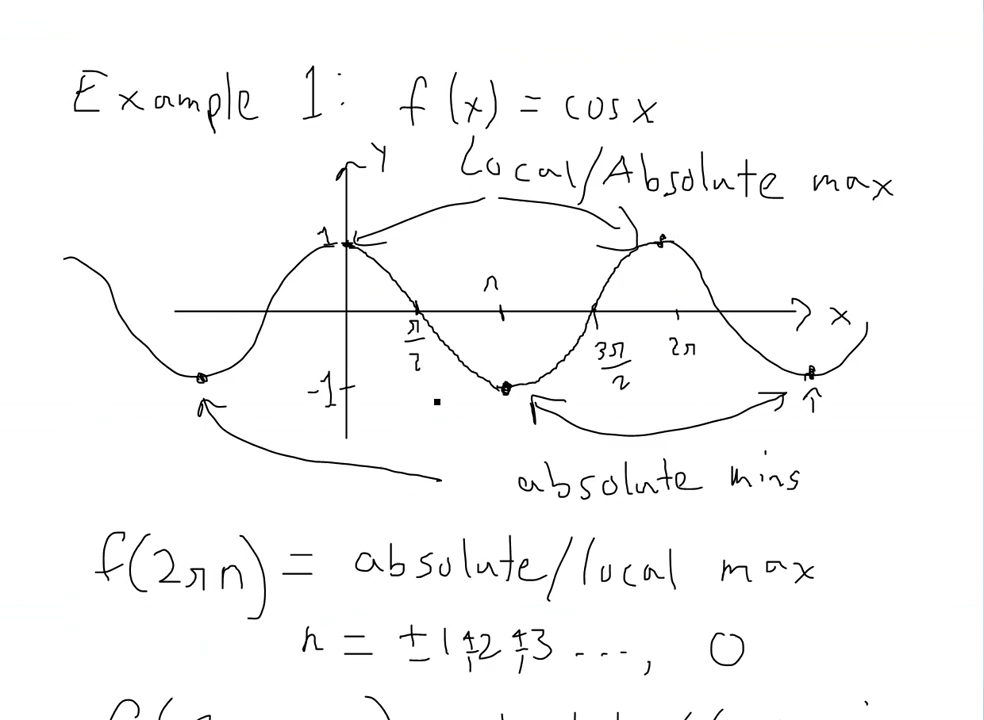 Example 1: f(x) = cos x
y
Local/Absolute max
1
π
x
π/2
3π/2
2π
-1
absolute mins
f(2πn) = absolute/local max
n = ±1 ±2 ±3 ..., 0